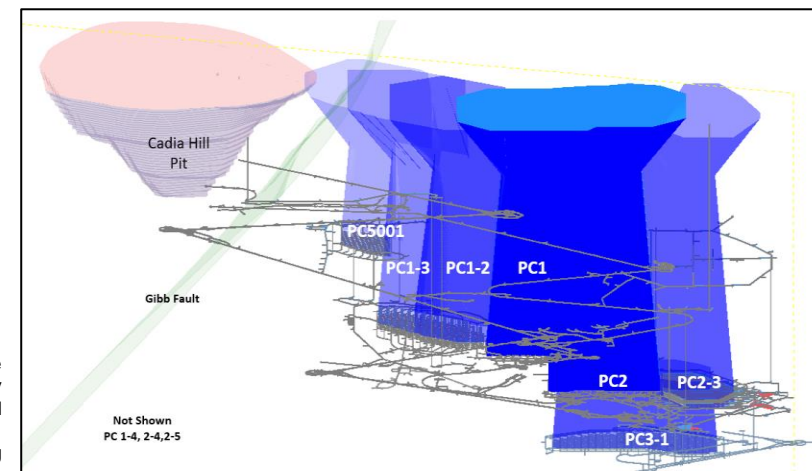 Cadia Hill
Pit
PC5001
PC1-3
PC1-2
PC1
Gibb Fault
PC2
PC2-3
Not Shown
PC 1-4, 2-4,2-5
PC3-1